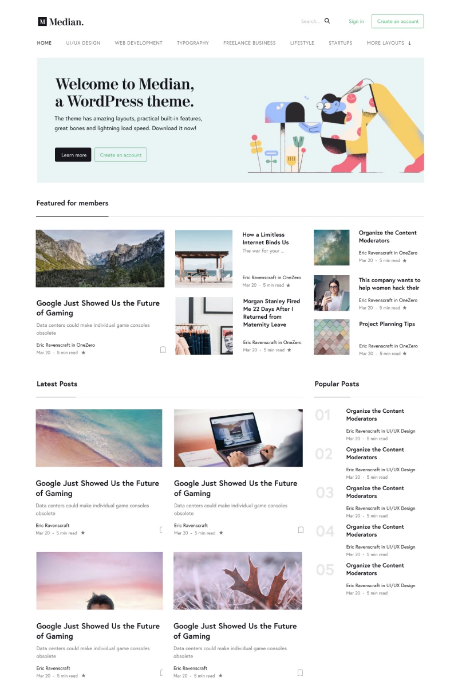 M Median.
Search...
Sign in
Create an account
HOME UI/UX DESIGN WEB DEVELOPMENT TYPOGRAPHY FREELANCE BUSINESS LIFESTYLE STARTUPS MORE LAYOUTS
Welcome to Median,
a WordPress theme.
The theme has amazing layouts, practical built-in features,
great bones and lightning load speed. Download it now!
Learn more
Create an account
Featured for members
Google Just Showed Us the Future
of Gaming
Data centers could make individual game consoles
obsolete
Eric Ravenscraft in OneZero
Mar 20 - 5 min read
How a Limitless
Internet Binds Us
The war for your...
Eric Ravenscraft in OneZero
Mar 20 - 5 min read
Morgan Stanley Fired
Me 22 Days After I
Returned from
Maternity Leave
Eric Ravenscraft in OneZero
Mar 20 - 5 min read
Organize the Content
Moderators
Eric Ravenscraft in OneZero
Mar 20 - 5 min read
This company wants to
help women hack their
Eric Ravenscraft in OneZero
Mar 20 - 5 min read
Project Planning Tips
Eric Ravenscraft in OneZero
Mar 20 - 5 min read
Latest Posts
Google Just Showed Us the Future
of Gaming
Data centers could make individual game consoles
obsolete
Eric Ravenscraft
Mar 20 - 5 min read
Google Just Showed Us the Future
of Gaming
Data centers could make individual game consoles
obsolete
Eric Ravenscraft
Mar 20 - 5 min read
Google Just Showed Us the Future
of Gaming
Data centers could make individual game consoles
obsolete
Eric Ravenscraft
Mar 20 - 5 min read
Google Just Showed Us the Future
of Gaming
Data centers could make individual game consoles
obsolete
Eric Ravenscraft
Mar 20 - 5 min read
Popular Posts
01
Organize the Content
Moderators
Eric Ravenscraft in UI/UX Design
Mar 20 - 5 min read
02
Organize the Content
Moderators
Eric Ravenscraft in UI/UX Design
Mar 20 - 5 min read
03
Organize the Content
Moderators
Eric Ravenscraft in UI/UX Design
Mar 20 - 5 min read
04
Organize the Content
Moderators
Eric Ravenscraft in UI/UX Design
Mar 20 - 5 min read
05
Organize the Content
Moderators
Eric Ravenscraft in UI/UX Design
Mar 20 - 5 min read